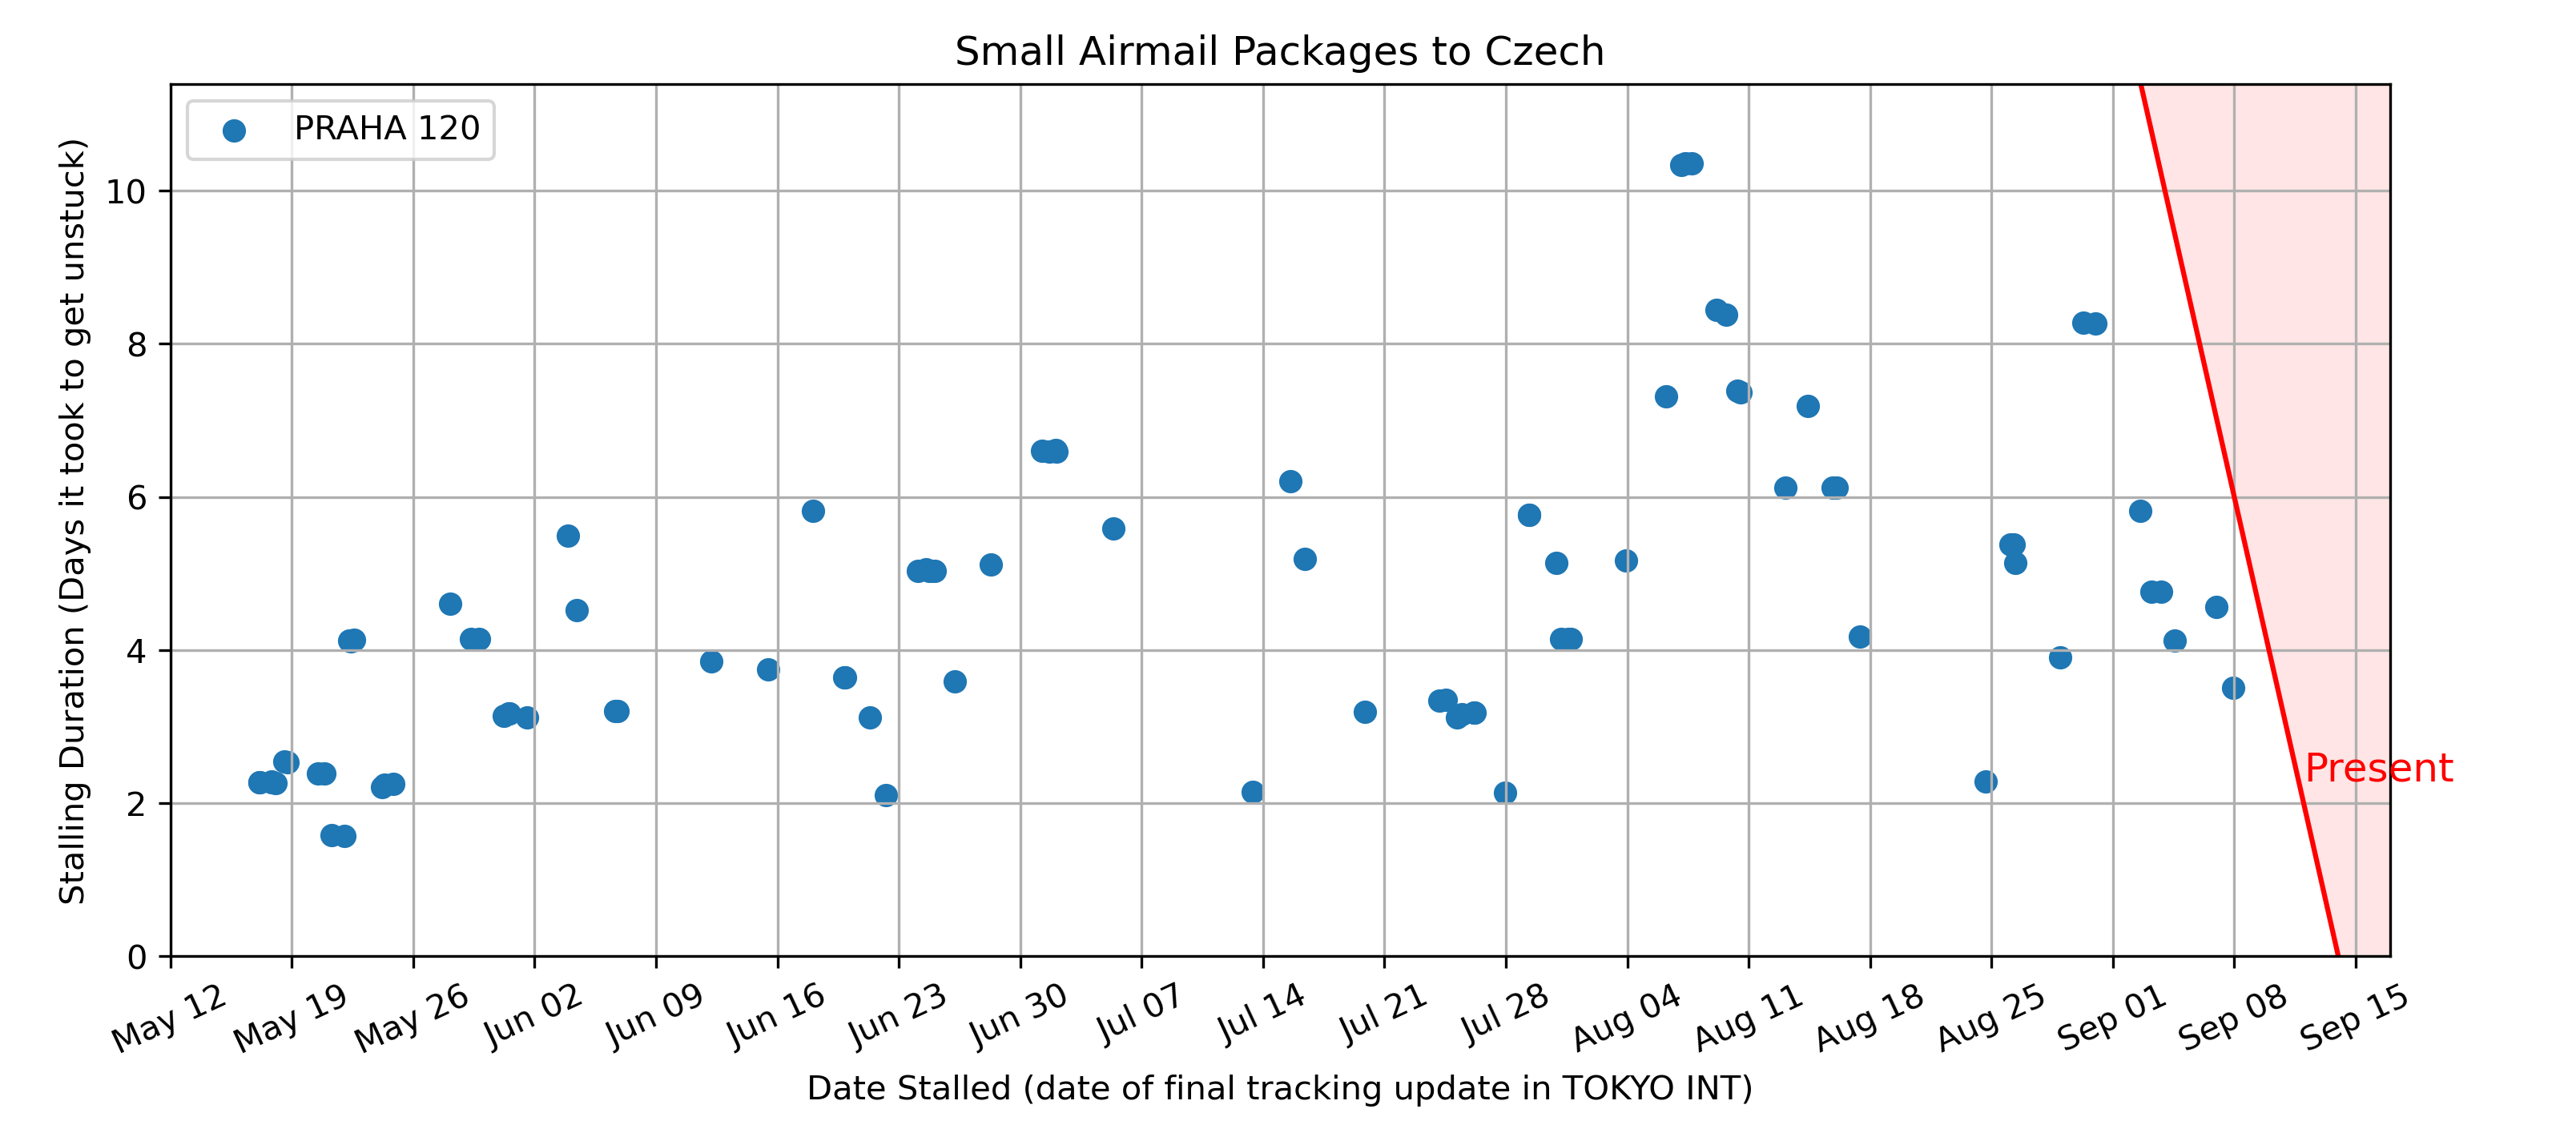 Small Airmail Packages to Czech
PRAHA 120
Stalling Duration (Days it took to get unstuck)
10
8
6
4
2
0
Present
May 12
May 19
May 26
Jun 02
Jun 09
Jun 16
Jun 23
Jun 30
Jul 07
Jul 14
Jul 21
Jul 28
Aug 04
Aug 11
Aug 18
Aug 25
Sep 01
Sep 08
Sep 15
Date Stalled (date of final tracking update in TOKYO INT)